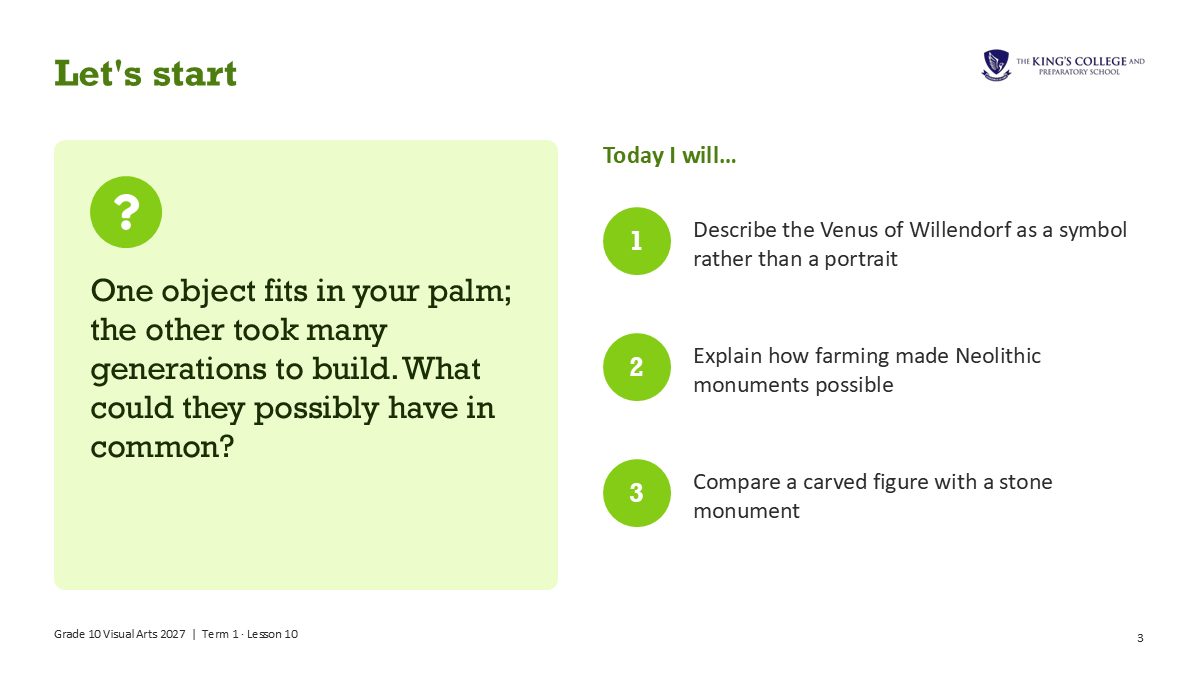 Let's start
THE KING'S COLLEGE AND
PREPARATORY SCHOOL
?
One object fits in your palm;
the other took many
generations to build. What
could they possibly have in
common?
Today I will...
1
Describe the Venus of Willendorf as a symbol
rather than a portrait
2
Explain how farming made Neolithic
monuments possible
3
Compare a carved figure with a stone
monument
Grade 10 Visual Arts 2027 | Term 1 · Lesson 10
3